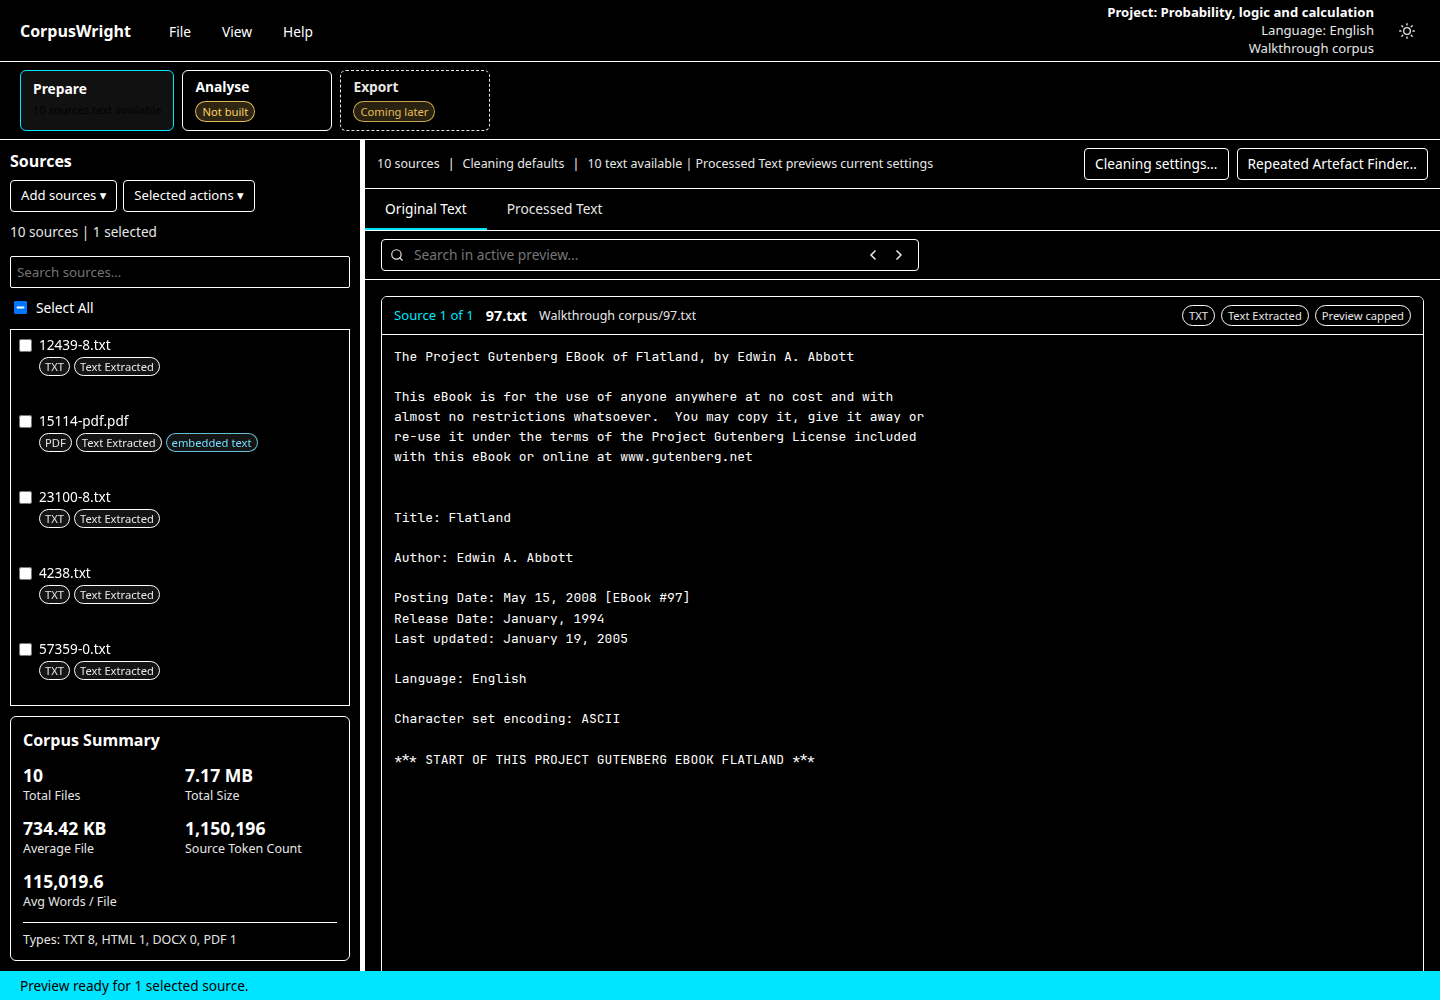 CorpusWright
File
View
Help
Project: Probability, logic and calculation
Language: English
Walkthrough corpus
Prepare
10 sources text available
Analyse
Not built
Export
Coming later
Sources
Add sources ▾
Selected actions ▾
10 sources | 1 selected
Search sources...
Select All
12439-8.txt
TXT
Text Extracted
15114-pdf.pdf
PDF
Text Extracted
embedded text
23100-8.txt
TXT
Text Extracted
4238.txt
TXT
Text Extracted
57359-0.txt
TXT
Text Extracted
Corpus Summary
10
Total Files
7.17 MB
Total Size
734.42 KB
Average File
1,150,196
Source Token Count
115,019.6
Avg Words / File
Types: TXT 8, HTML 1, DOCX 0, PDF 1
10 sources | Cleaning defaults | 10 text available | Processed Text previews current settings
Cleaning settings...
Repeated Artefact Finder...
Original Text
Processed Text
Search in active preview...
Source 1 of 1 97.txt Walkthrough corpus/97.txt
TXT
Text Extracted
Preview capped
The Project Gutenberg EBook of Flatland, by Edwin A. Abbott
This eBook is for the use of anyone anywhere at no cost and with
almost no restrictions whatsoever.  You may copy it, give it away or
re-use it under the terms of the Project Gutenberg License included
with this eBook or online at www.gutenberg.net
Title: Flatland
Author: Edwin A. Abbott
Posting Date: May 15, 2008 [EBook #97]
Release Date: January, 1994
Last updated: January 19, 2005
Language: English
Character set encoding: ASCII
*** START OF THIS PROJECT GUTENBERG EBOOK FLATLAND ***
Preview ready for 1 selected source.